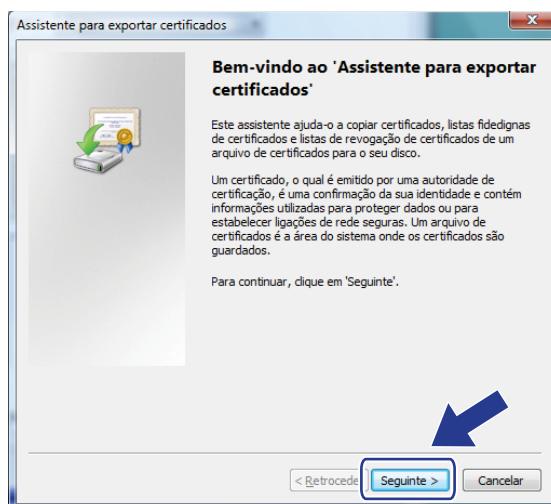 Assistente para exportar certificados
Bem-vindo ao 'Assistente para exportar
certificados'
Este assistente ajuda-o a copiar certificados, listas fidedignas
de certificados e listas de revogação de certificados de um
arquivo de certificados para o seu disco.
Um certificado, o qual é emitido por uma autoridade de
certificação, é uma confirmação da sua identidade e contém
informações utilizadas para proteger dados ou para
estabelecer ligações de rede seguras. Um arquivo de
certificados é a área do sistema onde os certificados são
guardados.
Para continuar, clique em 'Seguinte'.
< Retrocede
Seguinte >
Cancelar